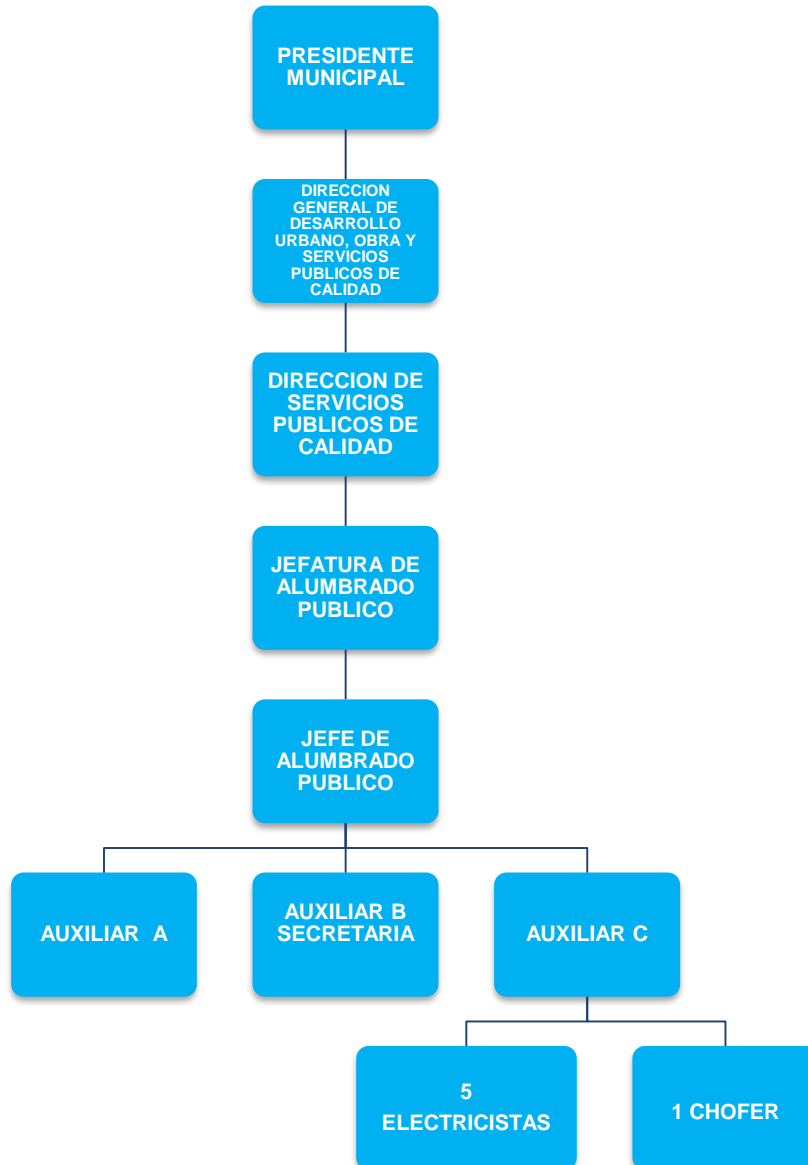 PRESIDENTE
MUNICIPAL
DIRECCION
GENERAL DE
DESARROLLO
URBANO, OBRA Y
SERVICIOS
PUBLICOS DE
CALIDAD
DIRECCION DE
SERVICIOS
PUBLICOS DE
CALIDAD
JEFATURA DE
ALUMBRADO
PUBLICO
JEFE DE
ALUMBRADO
PUBLICO
AUXILIAR A
AUXILIAR B
SECRETARIA
AUXILIAR C
5
ELECTRICISTAS
1 CHOFER